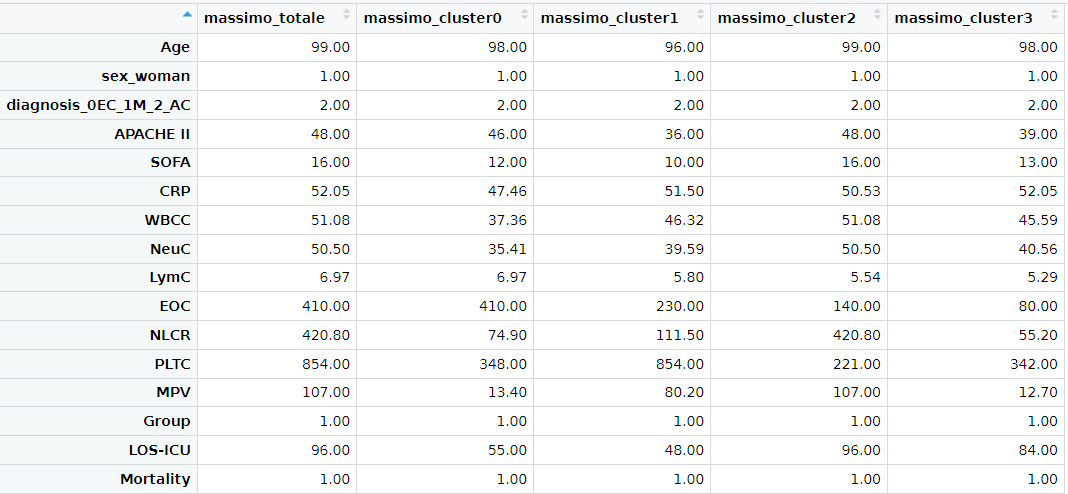 massimo_totale massimo_cluster0 massimo_cluster1 massimo_cluster2 massimo_cluster3
Age 99.00 98.00 96.00 99.00 98.00
sex_woman 1.00 1.00 1.00 1.00 1.00
diagnosis_0EC_1M_2_AC 2.00 2.00 2.00 2.00 2.00
APACHE II 48.00 46.00 36.00 48.00 39.00
SOFA 16.00 12.00 10.00 16.00 13.00
CRP 52.05 47.46 51.50 50.53 52.05
WBCC 51.08 37.36 46.32 51.08 45.59
NeuC 50.50 35.41 39.59 50.50 40.56
LymC 6.97 6.97 5.80 5.54 5.29
EOC 410.00 410.00 230.00 140.00 80.00
NLCR 420.80 74.90 111.50 420.80 55.20
PLTC 854.00 348.00 854.00 221.00 342.00
MPV 107.00 13.40 80.20 107.00 12.70
Group 1.00 1.00 1.00 1.00 1.00
LOS-ICU 96.00 55.00 48.00 96.00 84.00
Mortality 1.00 1.00 1.00 1.00 1.00